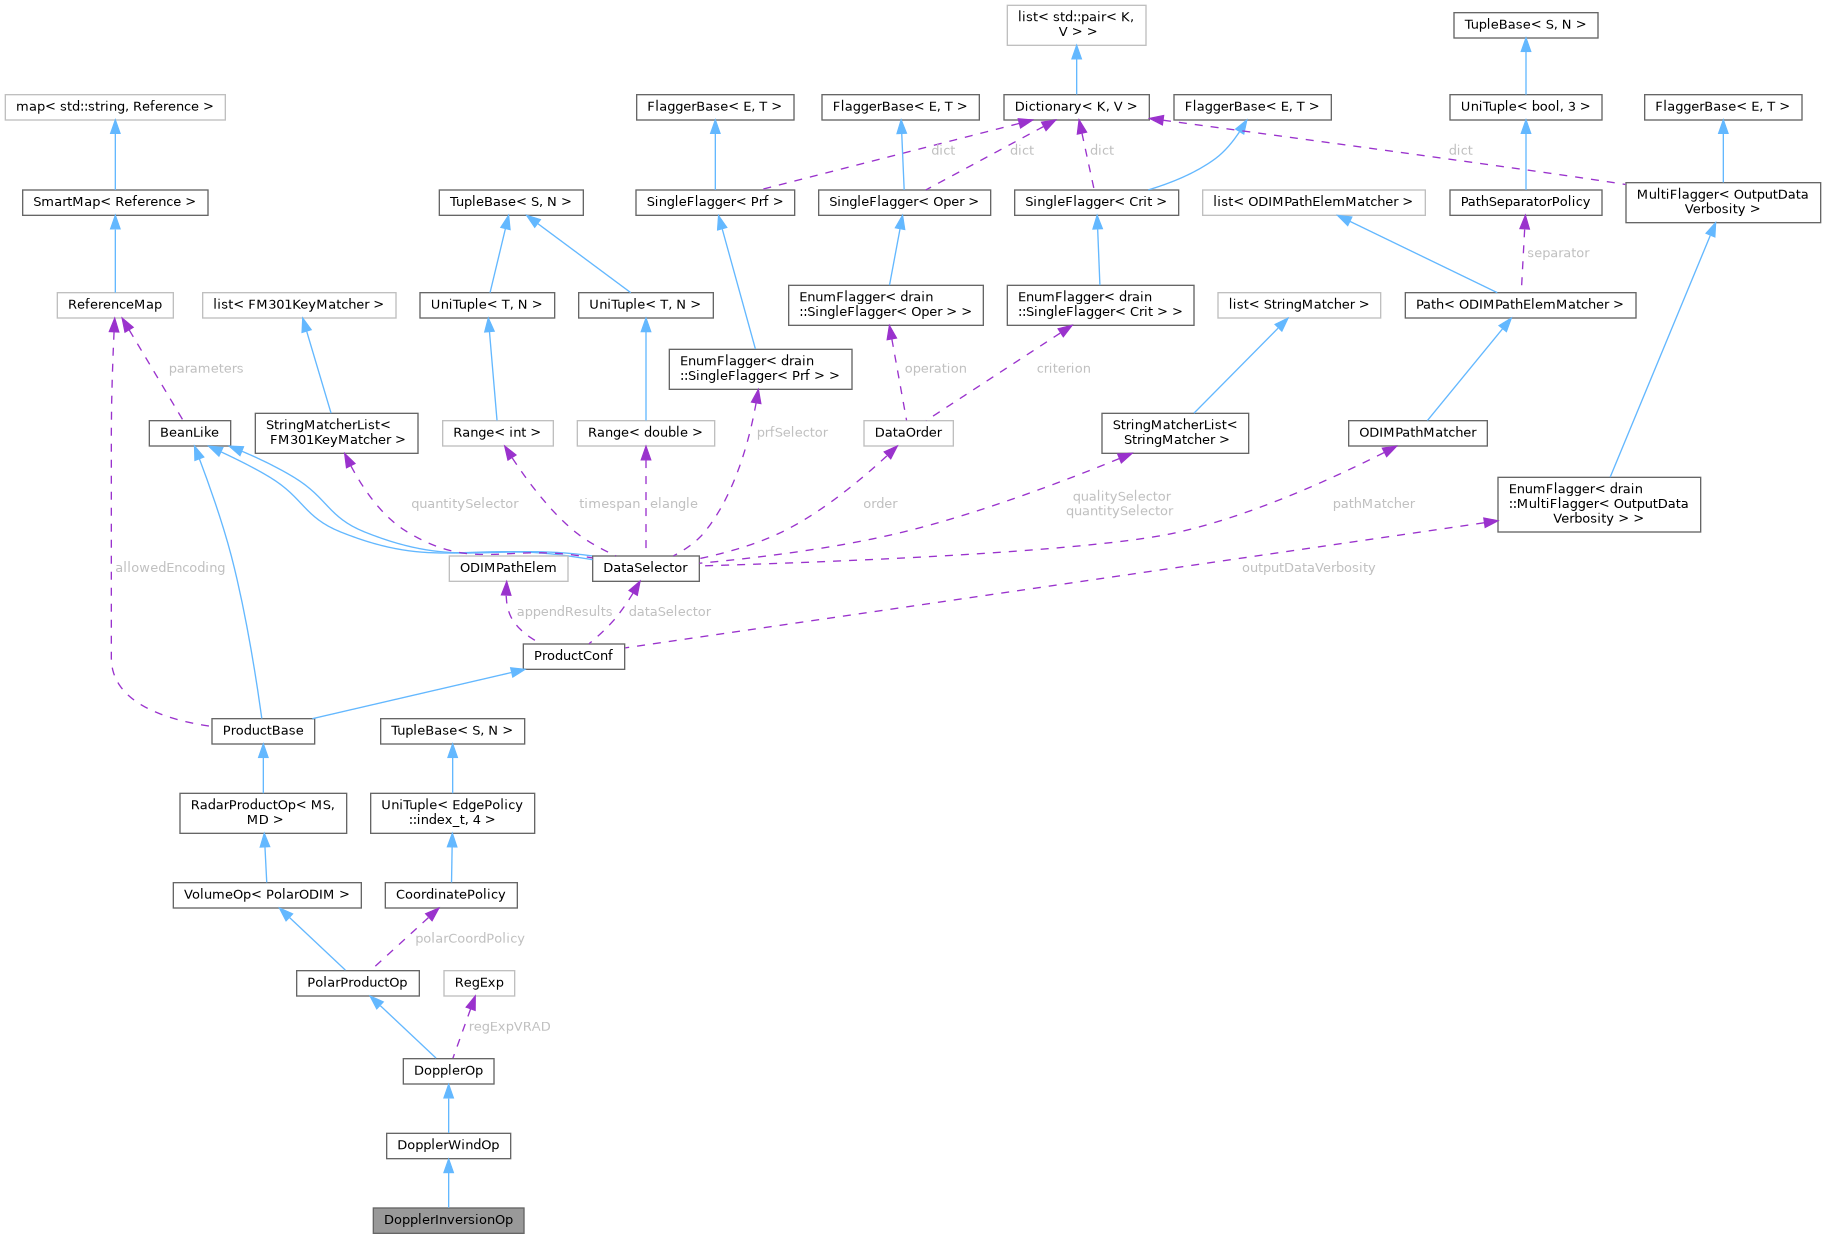 list< std::pair< K,
V > >
TupleBase< S, N >
map< std::string, Reference >
FlaggerBase< E, T >
FlaggerBase< E, T >
Dictionary< K, V >
FlaggerBase< E, T >
UniTuple< bool, 3 >
FlaggerBase< E, T >
dict
dict
dict
dict
SmartMap< Reference >
TupleBase< S, N >
SingleFlagger< Prf >
SingleFlagger< Oper >
SingleFlagger< Crit >
list< ODIMPathElemMatcher >
PathSeparatorPolicy
MultiFlagger< OutputData
Verbosity >
separator
ReferenceMap
list< FM301KeyMatcher >
UniTuple< T, N >
UniTuple< T, N >
EnumFlagger< drain
::SingleFlagger< Oper > >
EnumFlagger< drain
::SingleFlagger< Crit > >
list< StringMatcher >
Path< ODIMPathElemMatcher >
parameters
EnumFlagger< drain
::SingleFlagger< Prf > >
operation
criterion
BeanLike
StringMatcherList<
FM301KeyMatcher >
Range< int >
Range< double >
prfSelector
DataOrder
StringMatcherList<
StringMatcher >
ODIMPathMatcher
quantitySelector
timespan
elangle
order
qualitySelector
quantitySelector
pathMatcher
EnumFlagger< drain
::MultiFlagger< OutputData
Verbosity > >
allowedEncoding
ODIMPathElem
DataSelector
outputDataVerbosity
appendResults
dataSelector
ProductConf
ProductBase
TupleBase< S, N >
RadarProductOp< MS,
MD >
UniTuple< EdgePolicy
::index_t, 4 >
VolumeOp< PolarODIM >
CoordinatePolicy
polarCoordPolicy
PolarProductOp
RegExp
regExpVRAD
DopplerOp
DopplerWindOp
DopplerInversionOp